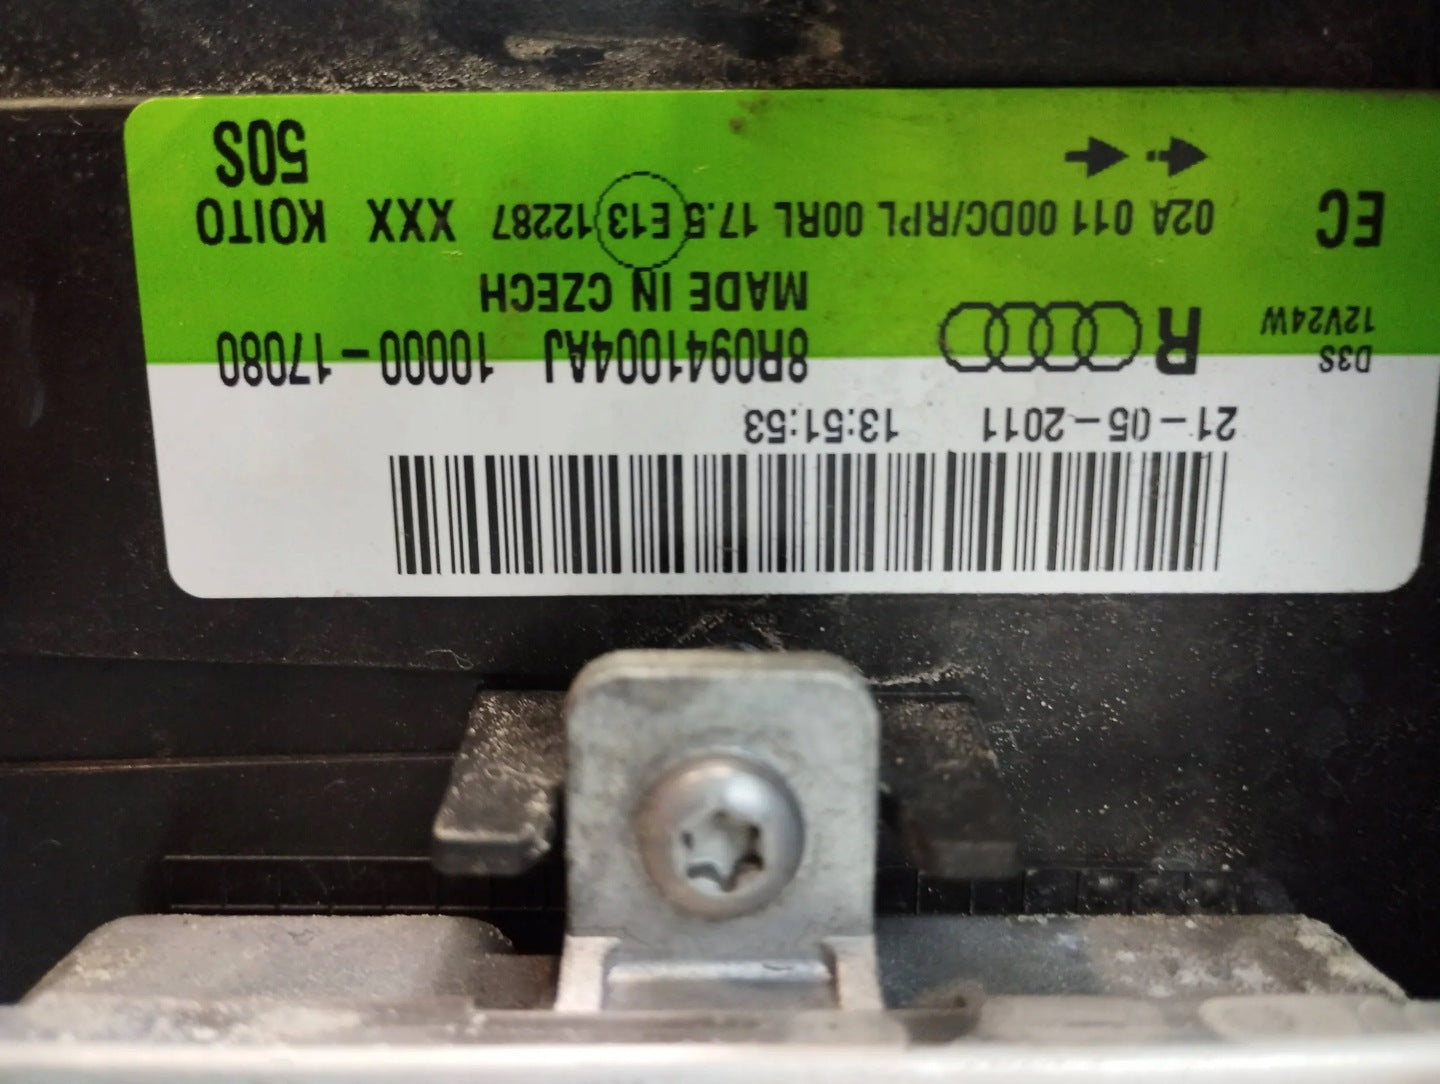 21-05-2011 13:51:53
D3S
12V24W
R
8R0941004AJ 10000-17080
MADE IN CZECH
EC
02A 011 00DC/RPL 00RL 17.5 E13 12287 XXX KOITO
50S